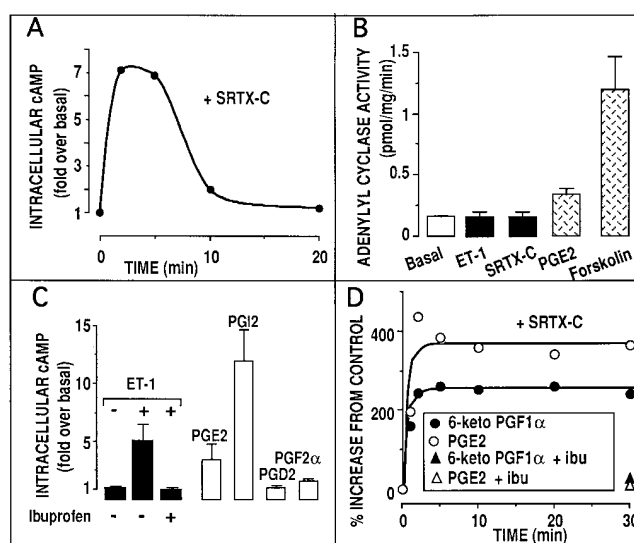 A
INTRACELLULAR cAMP
(fold over basal)
7
5
3
1
+ SRTX-C
0
10
20
TIME (min)
B
ADENYLYL CYCLASE ACTIVITY
(pmol/mg/min)
1.5
1
0.5
0
Basal
ET-1
SRTX-C
PGE2
Forskolin
C
INTRACELLULAR cAMP
(fold over basal)
15
10
5
1
ET-1
- + +
PGE2
PGI2
PGD2
PGF2α
Ibuprofen - - +
D
% INCREASE FROM CONTROL
400
200
0
+ SRTX-C
6-keto PGF1α
PGE2
6-keto PGF1α + ibu
PGE2 + ibu
0
10
20
30
TIME (min)